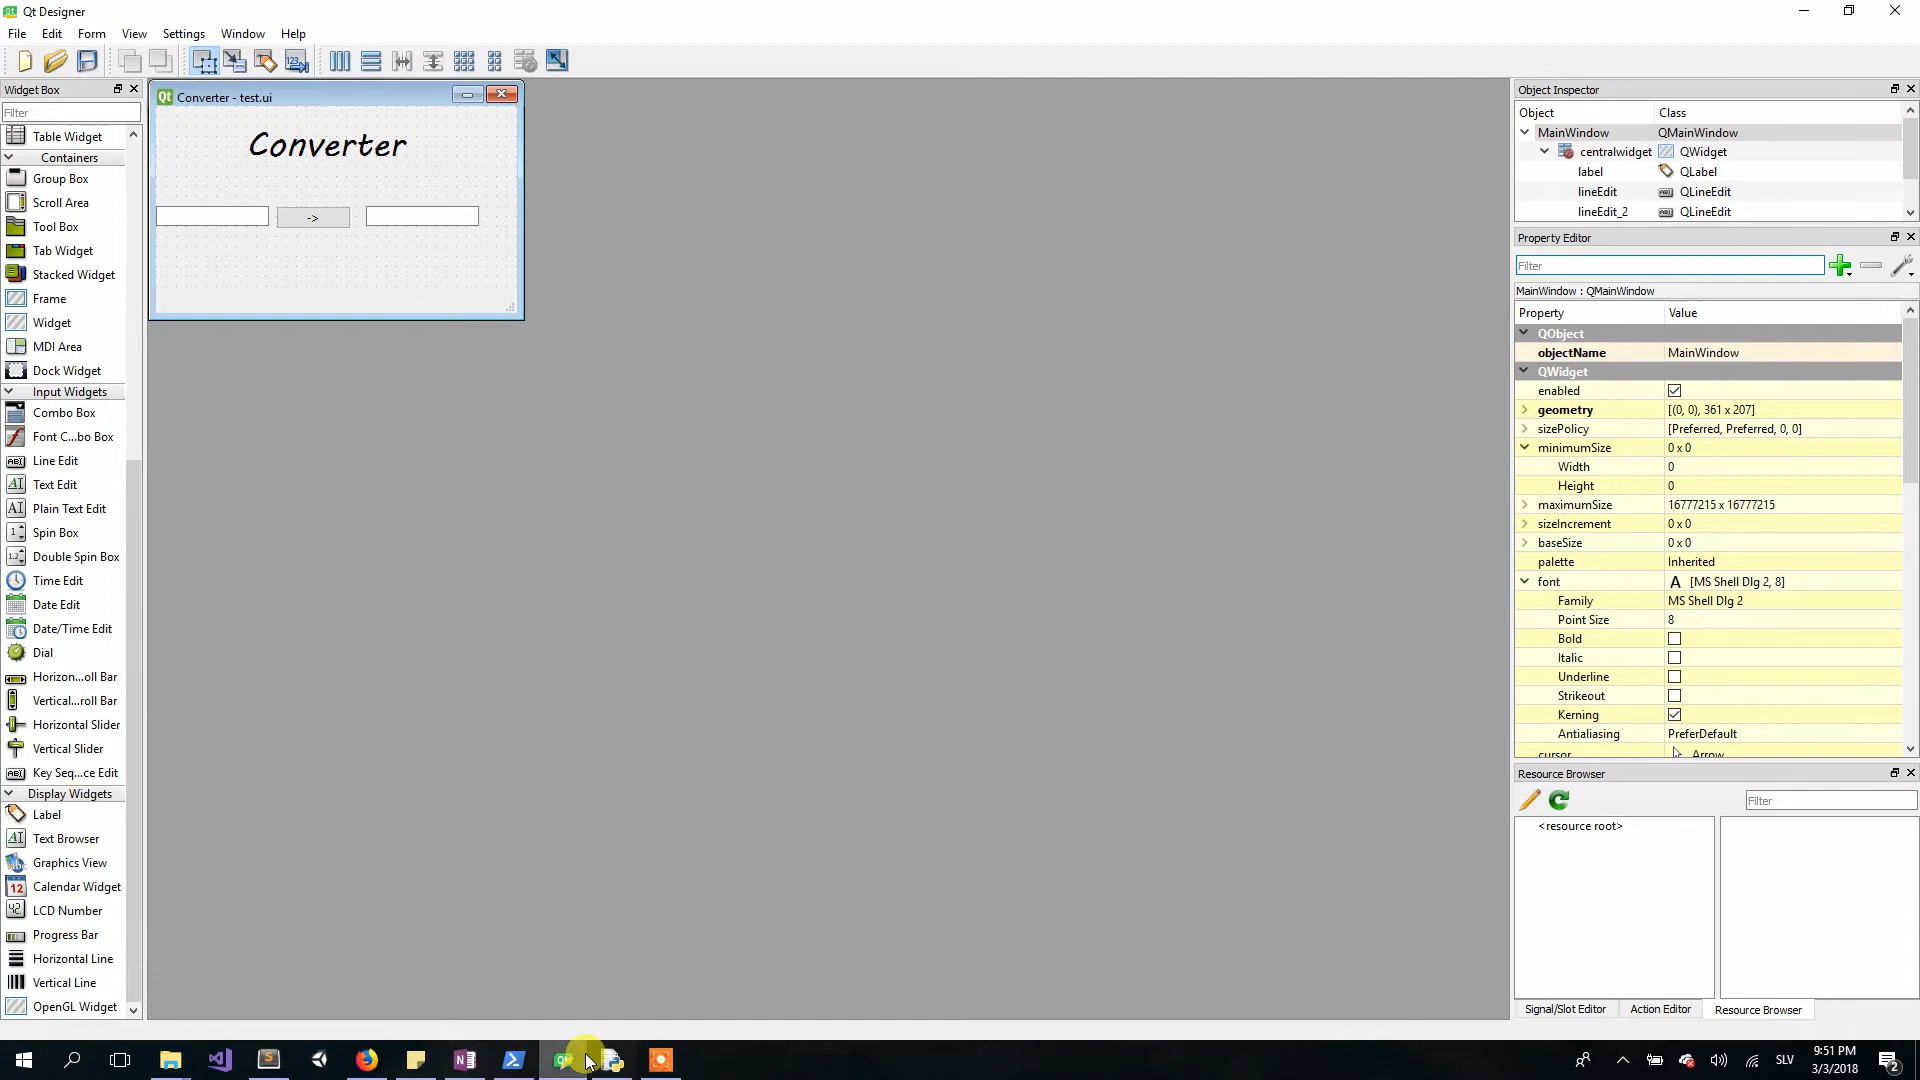 Qt Designer
File Edit Form View Settings Window Help
Widget Box
Filter
Table Widget
Containers
Group Box
Scroll Area
Tool Box
Tab Widget
Stacked Widget
Frame
Widget
MDI Area
Dock Widget
Input Widgets
Combo Box
Font C...bo Box
Line Edit
Text Edit
Plain Text Edit
Spin Box
Double Spin Box
Time Edit
Date Edit
Date/Time Edit
Dial
Horizon...oll Bar
Vertical...roll Bar
Horizontal Slider
Vertical Slider
Key Seq...ce Edit
Display Widgets
Label
Text Browser
Graphics View
Calendar Widget
LCD Number
Progress Bar
Horizontal Line
Vertical Line
OpenGL Widget
Converter - test.ui
Converter
->
Object Inspector
Object Class
MainWindow QMainWindow
centralwidget QWidget
label QLabel
lineEdit QLineEdit
lineEdit_2 QLineEdit
Property Editor
Filter
MainWindow : QMainWindow
Property Value
QObject
objectName MainWindow
QWidget
enabled
geometry [(0, 0), 361 x 207]
sizePolicy [Preferred, Preferred, 0, 0]
minimumSize 0 x 0
Width 0
Height 0
maximumSize 16777215 x 16777215
sizeIncrement 0 x 0
baseSize 0 x 0
palette Inherited
font A [MS Shell Dlg 2, 8]
Family MS Shell Dlg 2
Point Size 8
Bold
Italic
Underline
Strikeout
Kerning
Antialiasing PreferDefault
cursor Arrow
Resource Browser
Filter
<resource root>
Signal/Slot Editor Action Editor Resource Browser
SLV
9:51 PM
3/3/2018
2